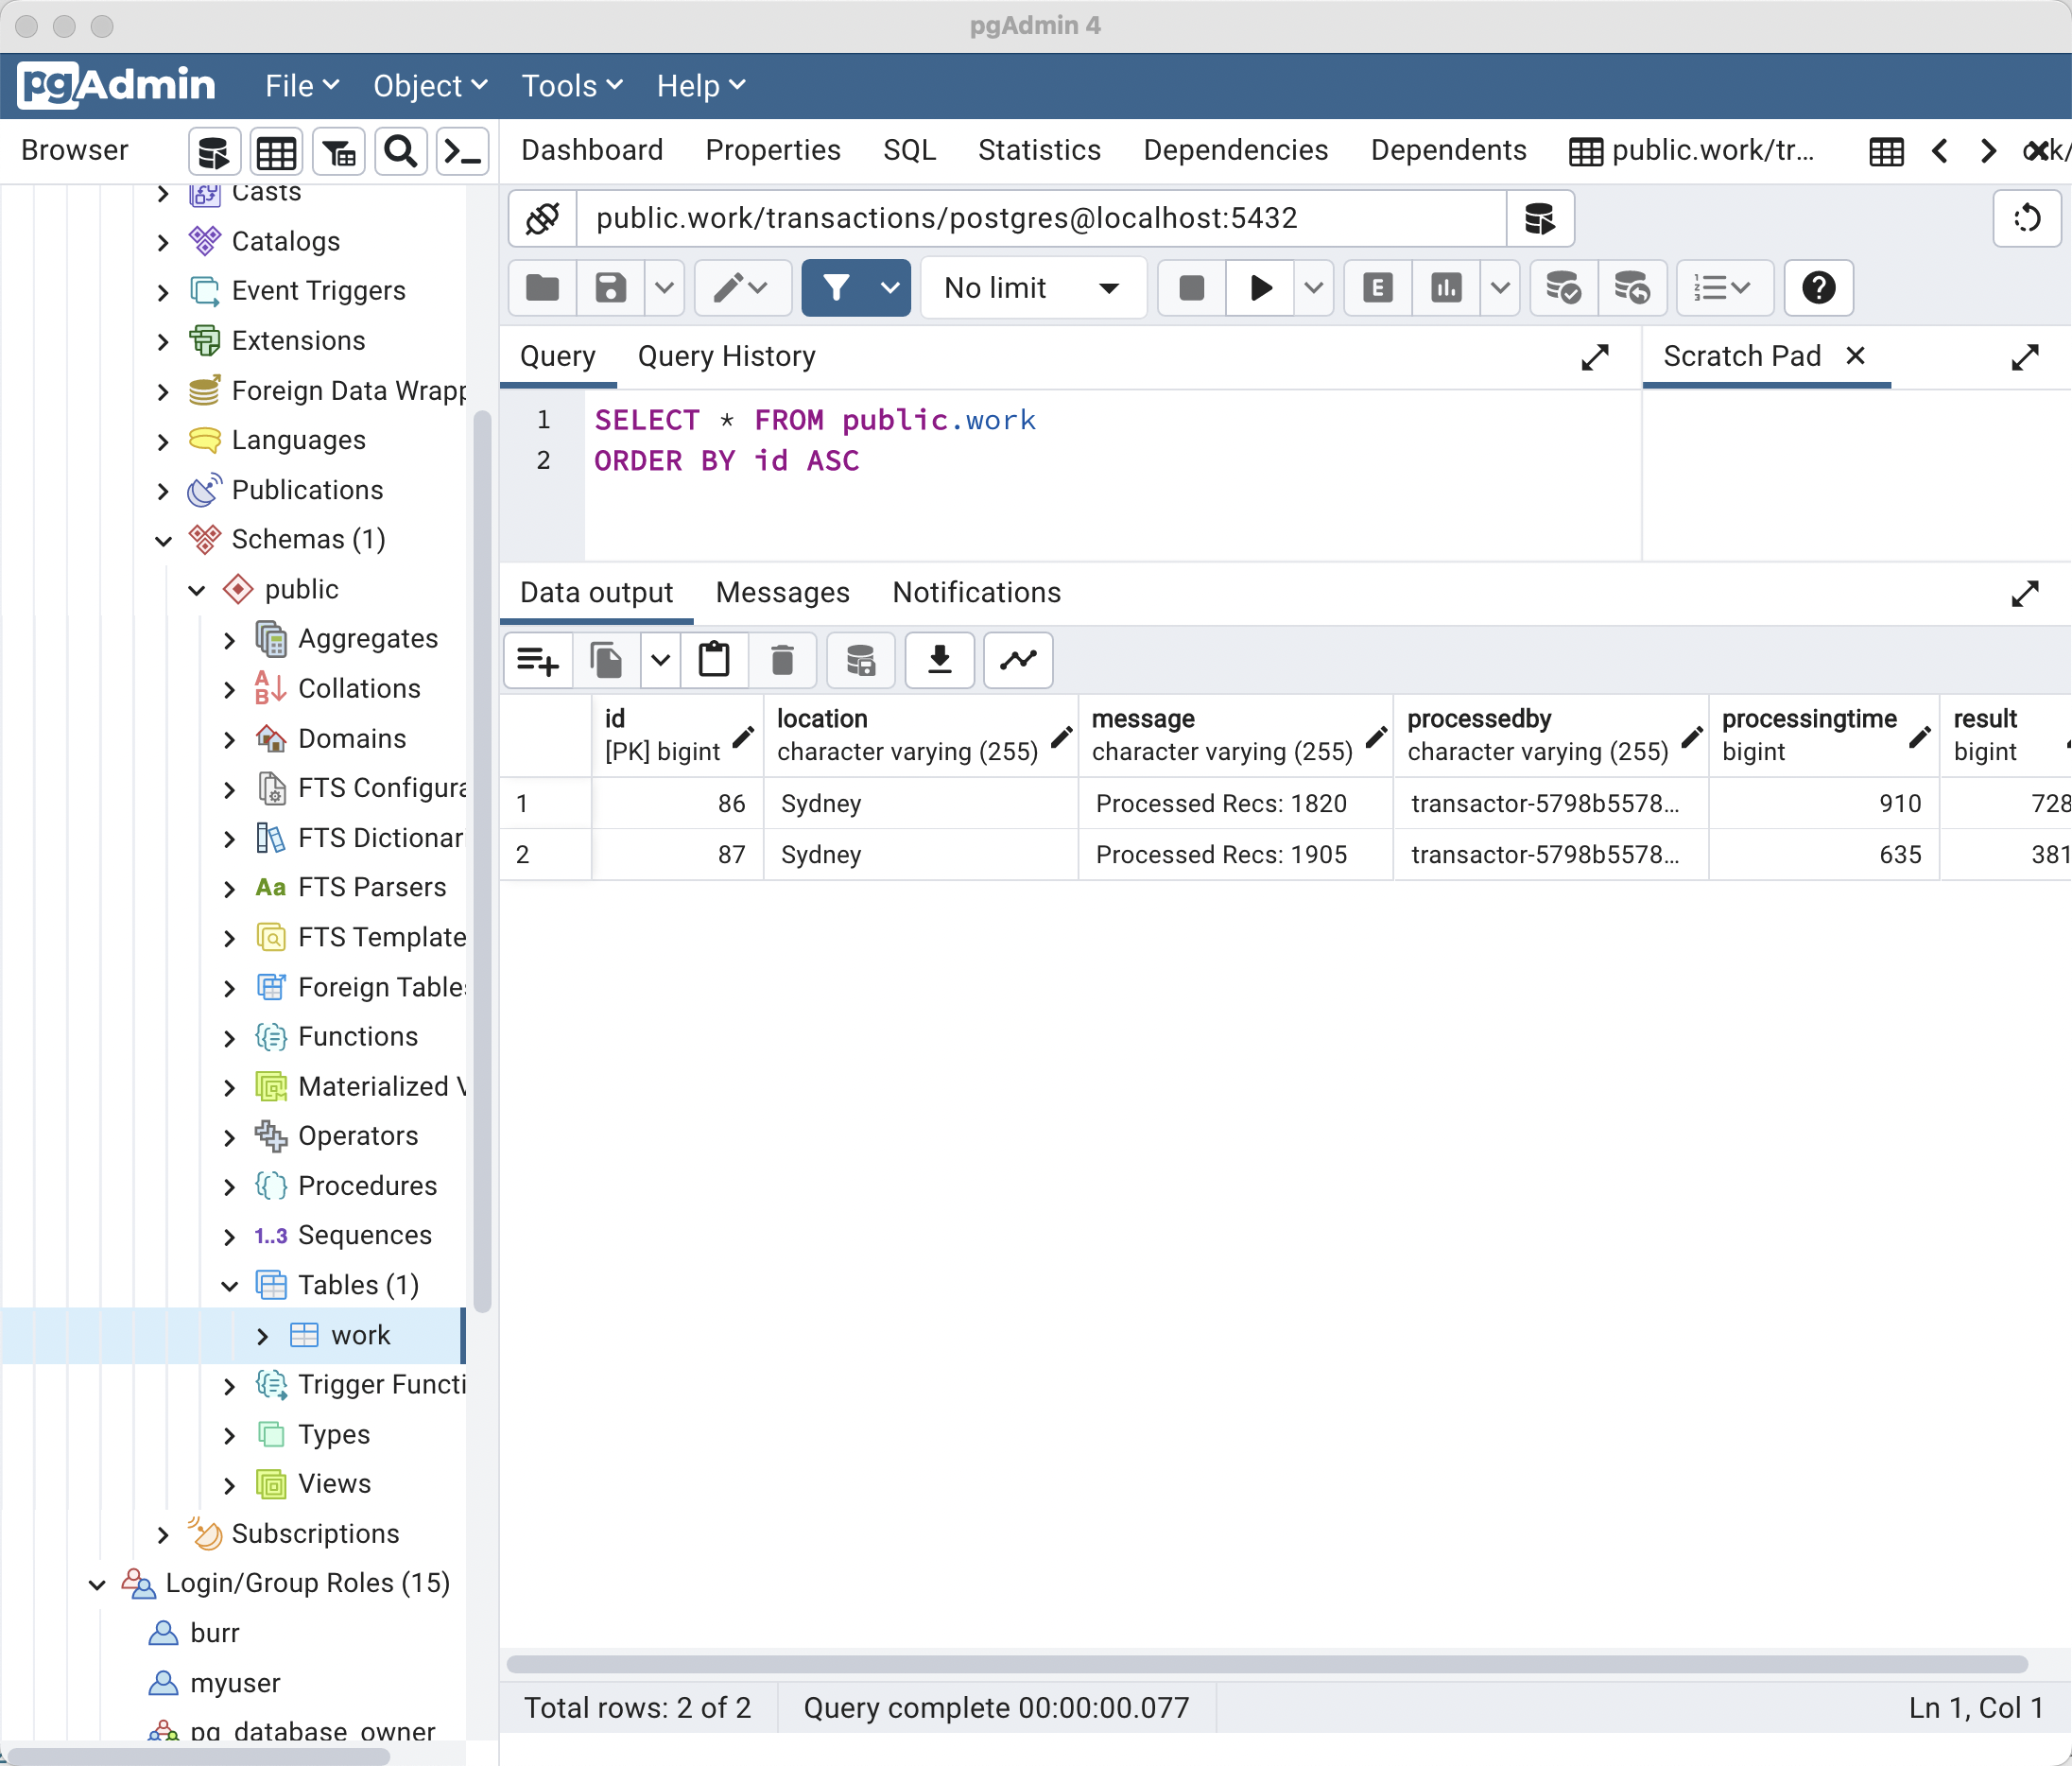 pgAdmin 4
pgAdmin File Object Tools Help
Browser
Dashboard Properties SQL Statistics Dependencies Dependents public.work/tr...
public.work/transactions/postgres@localhost:5432
No limit
Query Query History
Scratch Pad
1 SELECT * FROM public.work
2 ORDER BY id ASC
Data output Messages Notifications
id location message processedby processingtime result
[PK] bigint character varying (255) character varying (255) character varying (255) bigint bigint
1 86 Sydney Processed Recs: 1820 transactor-5798b5578... 910 728
2 87 Sydney Processed Recs: 1905 transactor-5798b5578... 635 381
Casts
Catalogs
Event Triggers
Extensions
Foreign Data Wrapp
Languages
Publications
Schemas (1)
public
Aggregates
Collations
Domains
FTS Configura
FTS Dictionar
Aa FTS Parsers
FTS Template
Foreign Table
Functions
Materialized V
Operators
Procedures
1..3 Sequences
Tables (1)
work
Trigger Functi
Types
Views
Subscriptions
Login/Group Roles (15)
burr
myuser
pg_database_owner
Total rows: 2 of 2 Query complete 00:00:00.077 Ln 1, Col 1